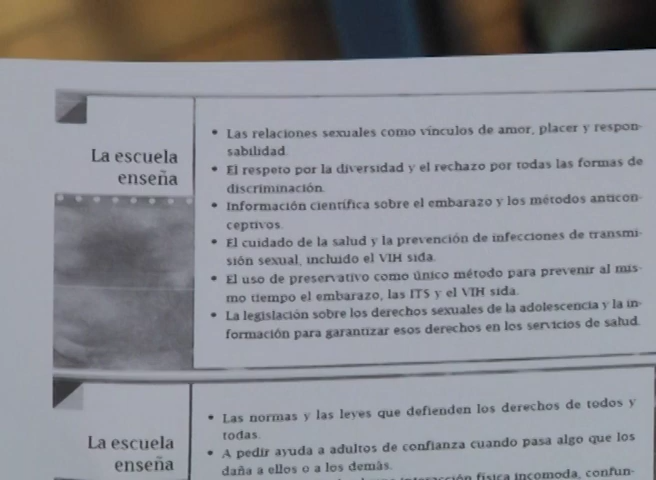 La escuela
enseña
• Las relaciones sexuales como vínculos de amor, placer y respon-
sabilidad.
• El respeto por la diversidad y el rechazo por todas las formas de
discriminación.
• Información científica sobre el embarazo y los métodos anticon-
ceptivos.
• El cuidado de la salud y la prevención de infecciones de transmi-
sión sexual, incluido el VIH sida.
• El uso de preservativo como único método para prevenir al mis-
mo tiempo el embarazo, las ITS y el VIH sida.
• La legislación sobre los derechos sexuales de la adolescencia y la in-
formación para garantizar esos derechos en los servicios de salud.
La escuela
enseña
• Las normas y las leyes que defienden los derechos de todos y
todas.
• A pedir ayuda a adultos de confianza cuando pasa algo que los
daña a ellos o a los demás.
interacción física incomoda, confun-